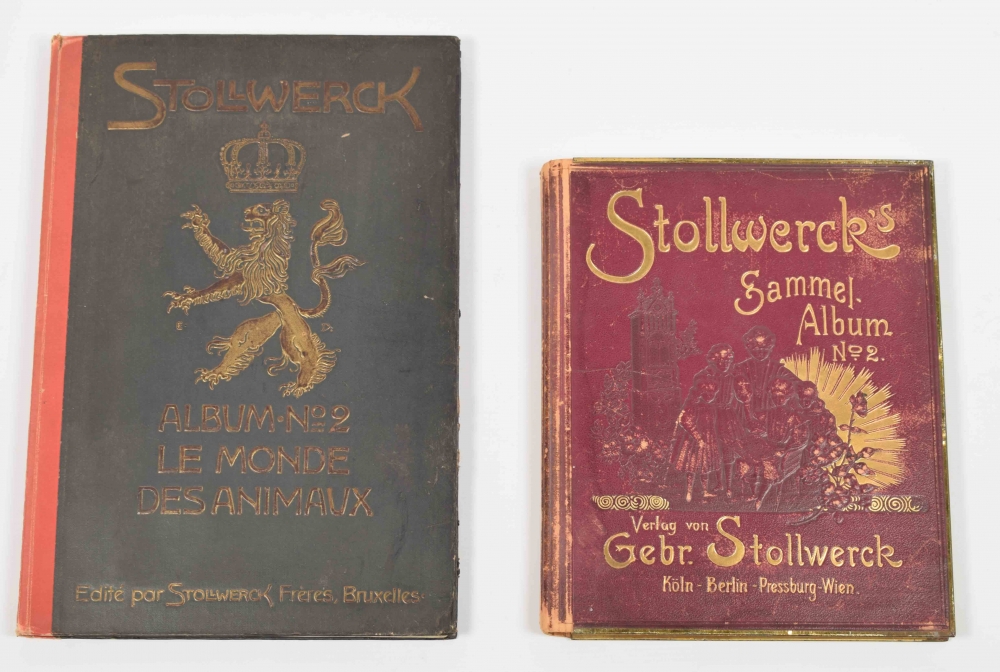 STOLLWERCK
E D
ALBUM·No 2
LE MONDE
DES ANIMAUX
Edité par STOLLWERCK Frères, Bruxelles.
Stollwerck's
Sammel-
Album
No 2.
Verlag von
Gebr. Stollwerck
Köln - Berlin - Pressburg - Wien.